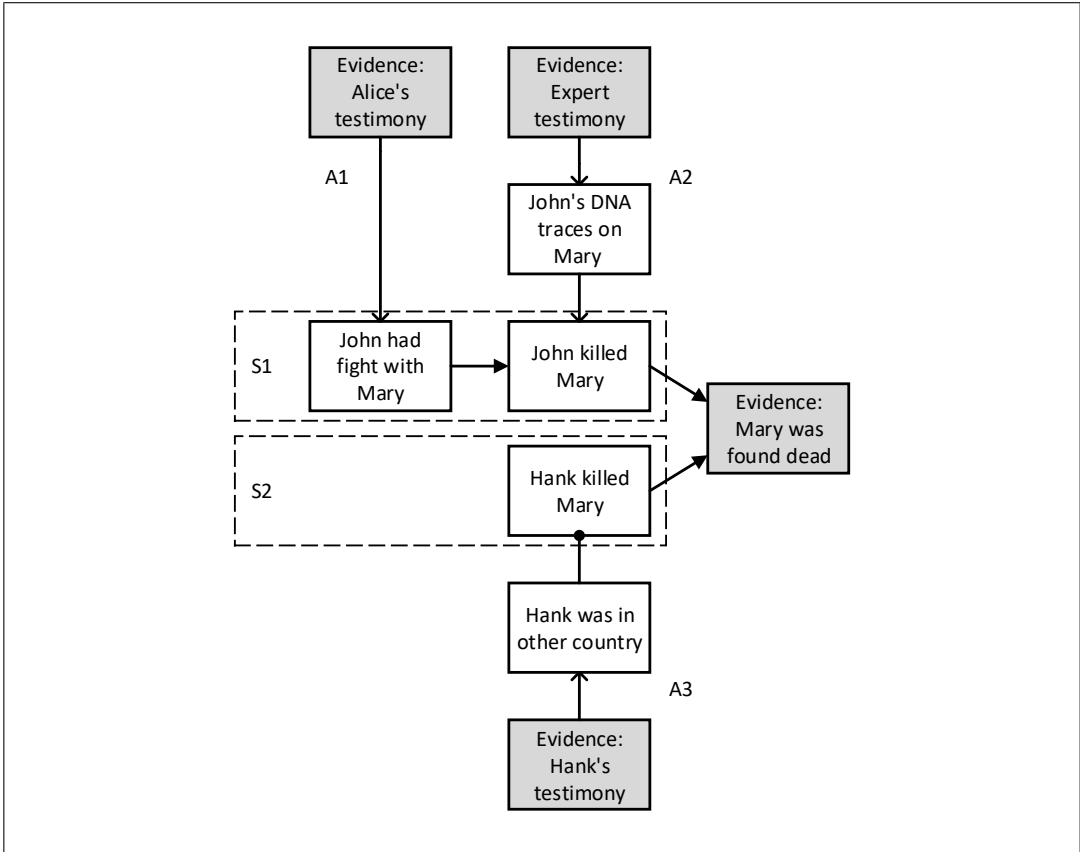 Evidence:
Alice's
testimony
Evidence:
Expert
testimony
A1
A2
John's DNA
traces on
Mary
S1
John had
fight with
Mary
John killed
Mary
Evidence:
Mary was
found dead
S2
Hank killed
Mary
Hank was in
other country
A3
Evidence:
Hank's
testimony